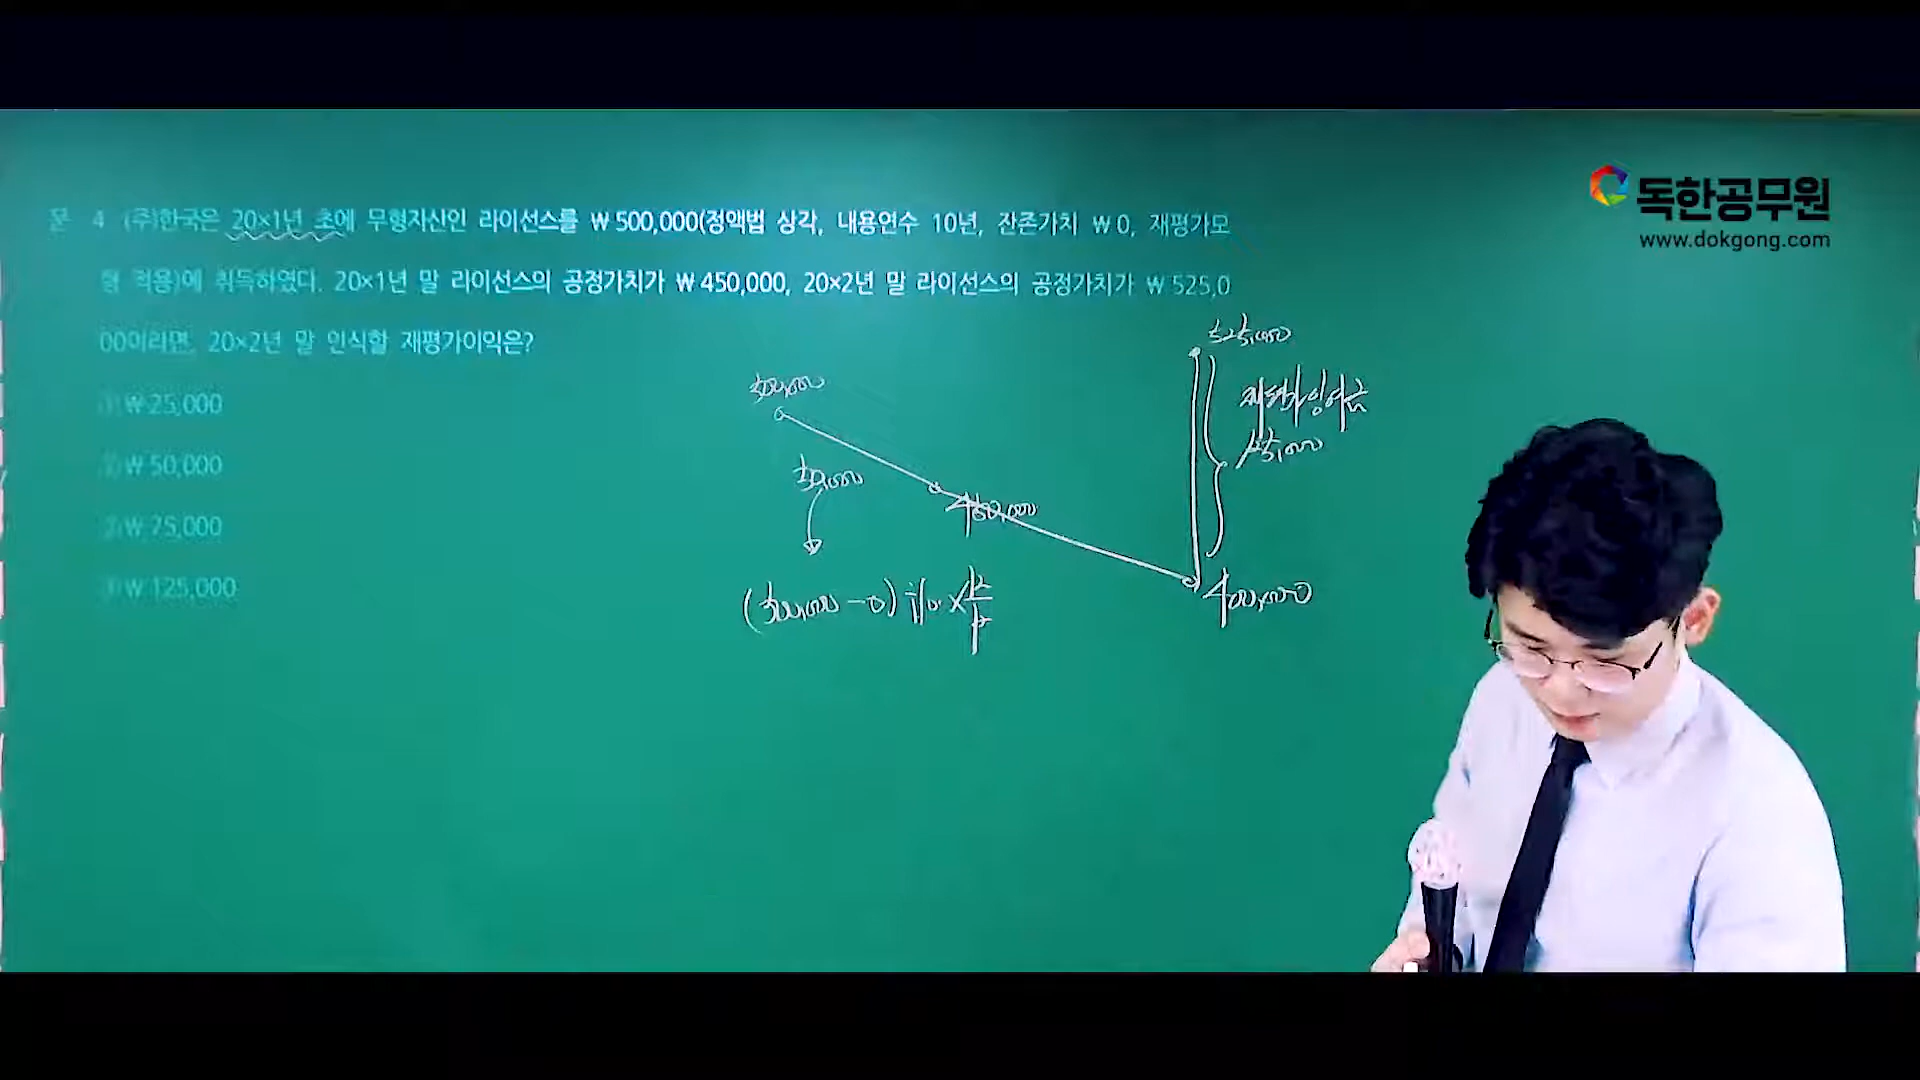 문 4 (주)한국은 20×1년 초에 무형자산인 라이선스를 ₩500,000(정액법 상각, 내용연수 10년, 잔존가치 ₩0, 재평가모
형 적용)에 취득하였다. 20×1년 말 라이선스의 공정가치가 ₩450,000, 20×2년 말 라이선스의 공정가치가 ₩525,0
00이라면, 20×2년 말 인식할 재평가이익은?
① ₩25,000
② ₩50,000
③ ₩75,000
④ ₩125,000
500,000
50,000
450,000
(500,000-0) ÷10 × 12/12
525,000
재평가잉여금
125,000
400,000
독한공무원
www.dokgong.com